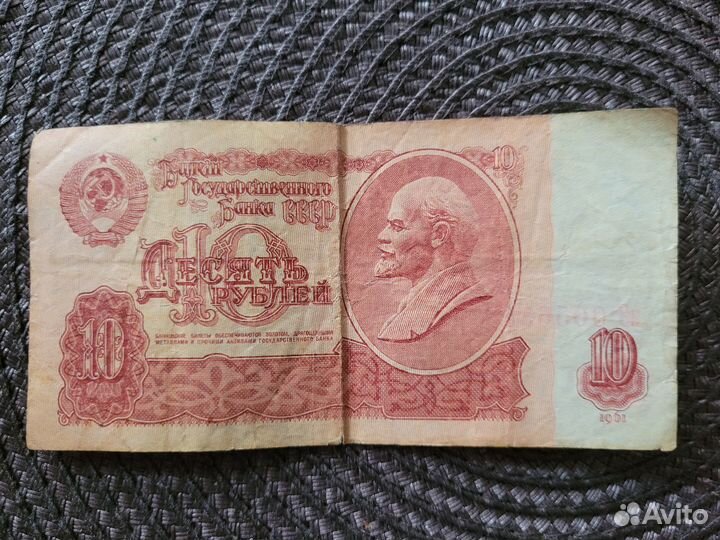 10
Билет
Государственного
Банка СССР
10
Десять
рублей
БАНКОВСКИЕ БИЛЕТЫ ОБЕСПЕЧИВАЮТСЯ ЗОЛОТОМ, ДРАГОЦЕННЫМИ
МЕТАЛЛАМИ И ПРОЧИМИ АКТИВАМИ ГОСУДАРСТВЕННОГО БАНКА
10
10
1961
Avito